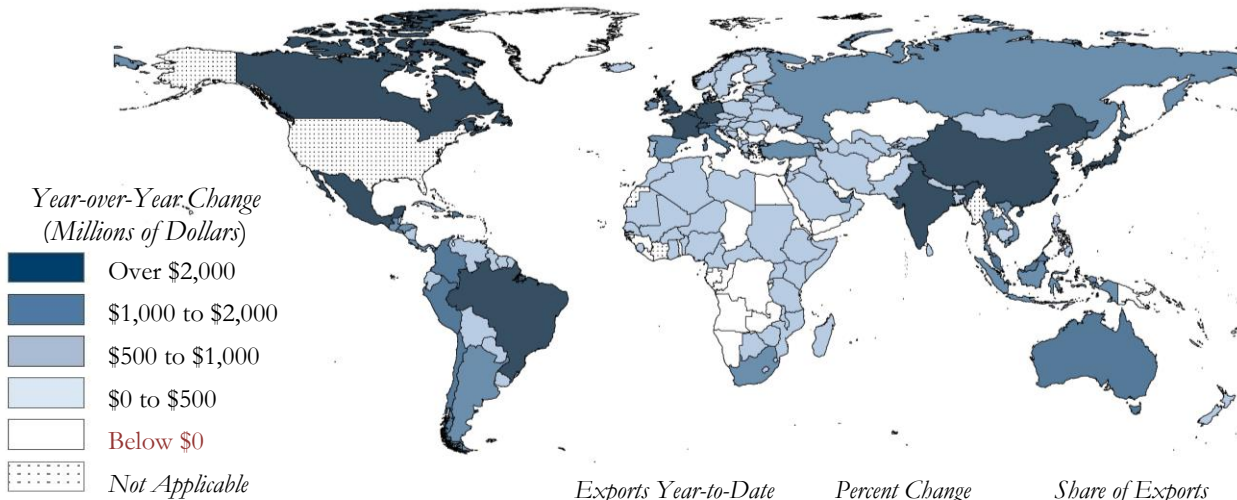 Year-over-Year Change
(Millions of Dollars)
Over $2,000
$1,000 to $2,000
$500 to $1,000
$0 to $500
Below $0
Not Applicable
Exports Year-to-Date Percent Change Share of Exports